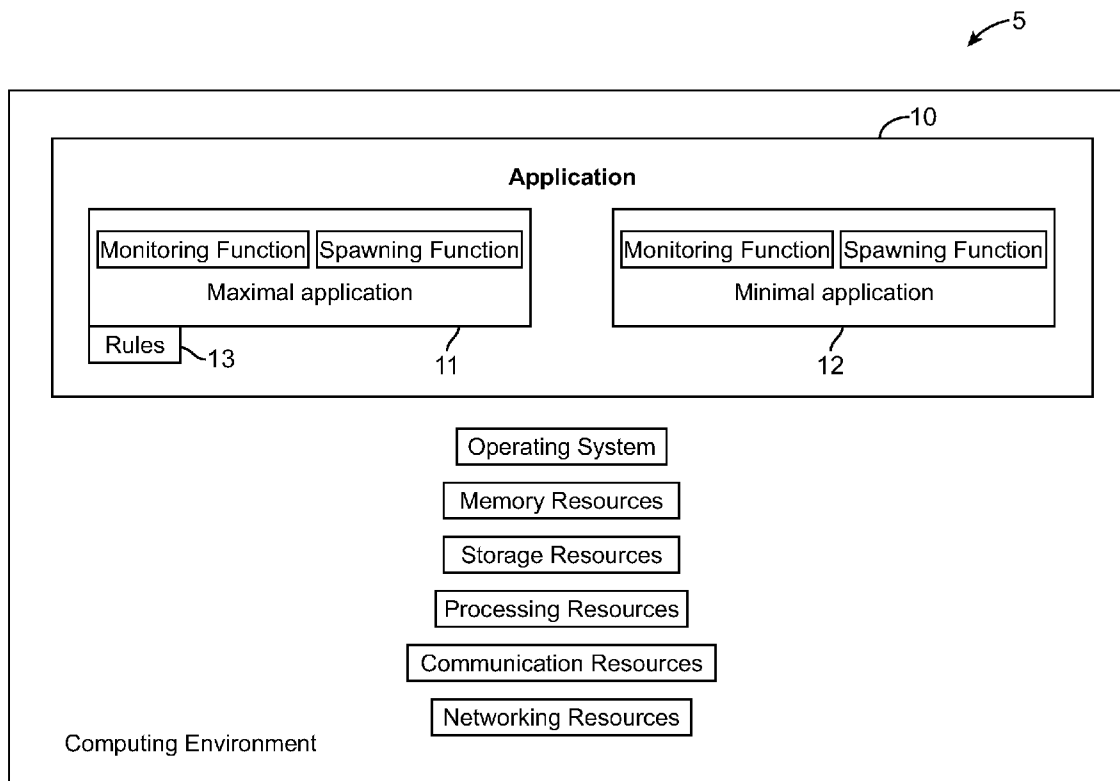 5
10
Application
Monitoring Function Spawning Function
Maximal application
Rules
13
11
Monitoring Function Spawning Function
Minimal application
12
Operating System
Memory Resources
Storage Resources
Processing Resources
Communication Resources
Networking Resources
Computing Environment